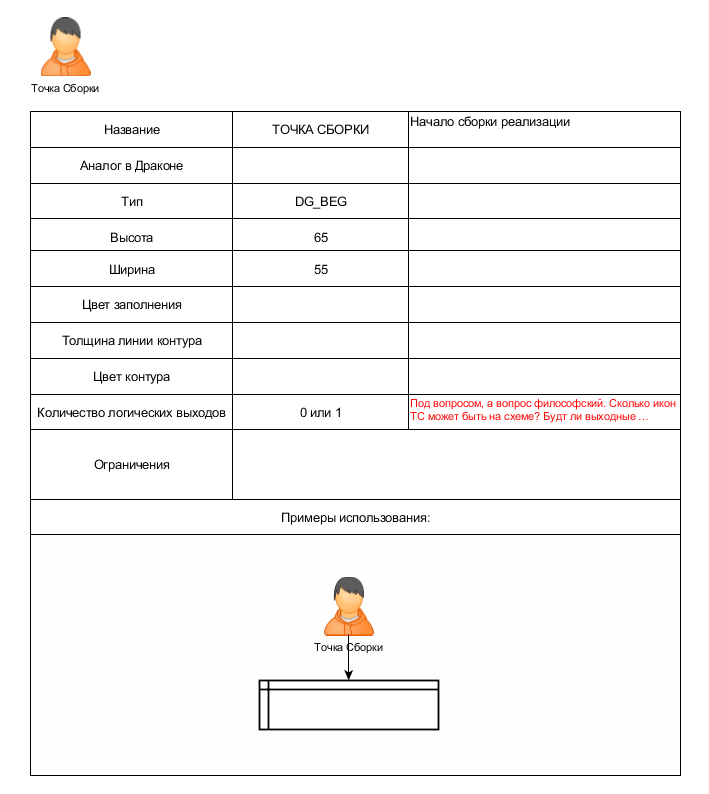 Точка Сборки
Название
ТОЧКА СБОРКИ
Начало сборки реализации
Аналог в Драконе
Тип
DG_BEG
Высота
65
Ширина
55
Цвет заполнения
Толщина линии контура
Цвет контура
Количество логических выходов
0 или 1
Под вопросом, а вопрос философский. Сколько икон
ТС может быть на схеме? Будт ли выходные ...
Ограничения
Примеры использования:
Точка Сборки